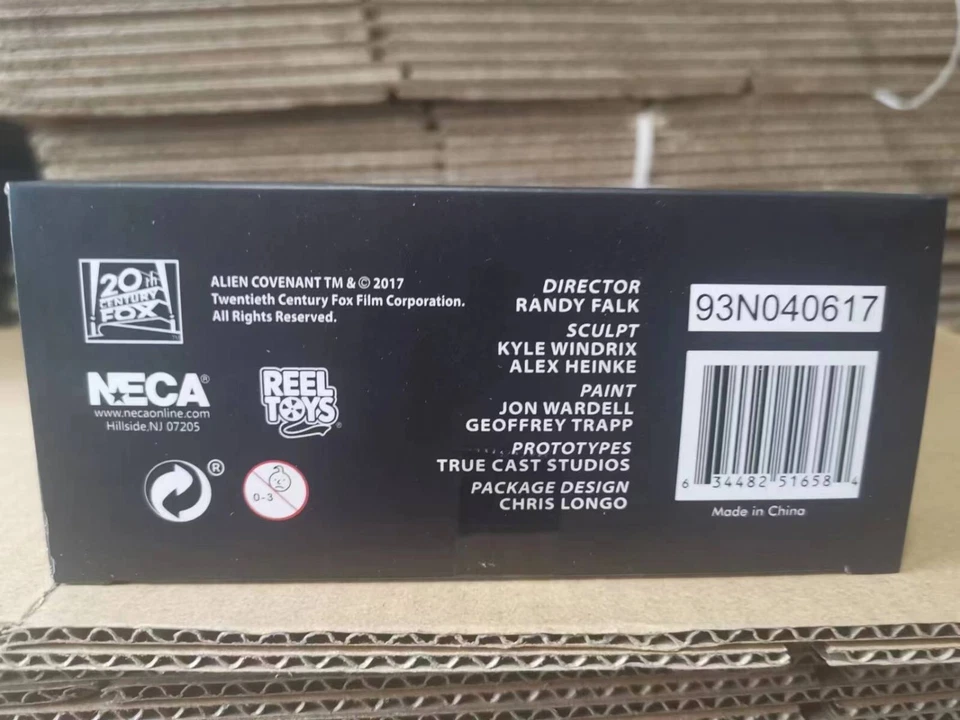 20th
CENTURY
FOX
TM
ALIEN COVENANT TM & © 2017
Twentieth Century Fox Film Corporation.
All Rights Reserved.
NECA®
www.necaonline.com
Hillside,NJ 07205
REEL
TOYS®
®
0-3
DIRECTOR
RANDY FALK
SCULPT
KYLE WINDRIX
ALEX HEINKE
PAINT
JON WARDELL
GEOFFREY TRAPP
PROTOTYPES
TRUE CAST STUDIOS
PACKAGE DESIGN
CHRIS LONGO
93N040617
6 34482 51658 4
Made in China